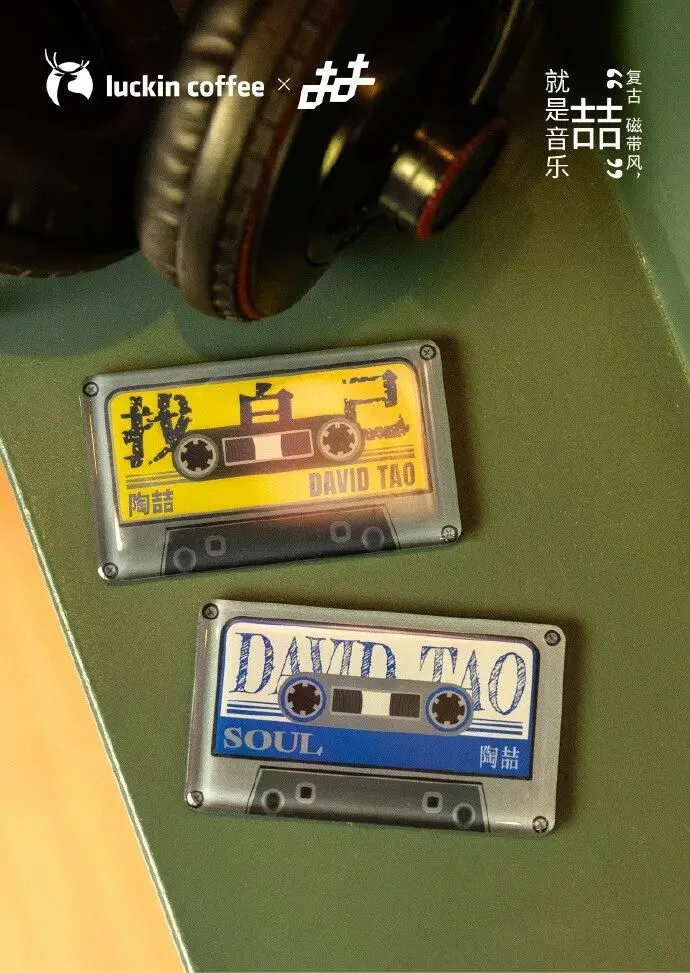 luckin coffee ×
复古 磁带风，
“喆”
就是音乐
找自己
陶喆
DAVID TAO
DAVID TAO
SOUL
陶喆